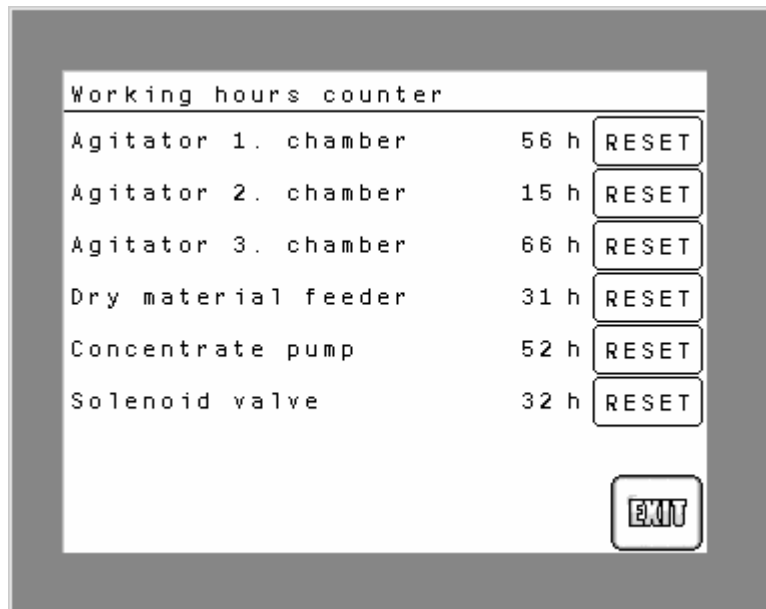 Working hours counter
Agitator 1. chamber 56 h RESET
Agitator 2. chamber 15 h RESET
Agitator 3. chamber 66 h RESET
Dry material feeder 31 h RESET
Concentrate pump 52 h RESET
Solenoid valve 32 h RESET
EXIT